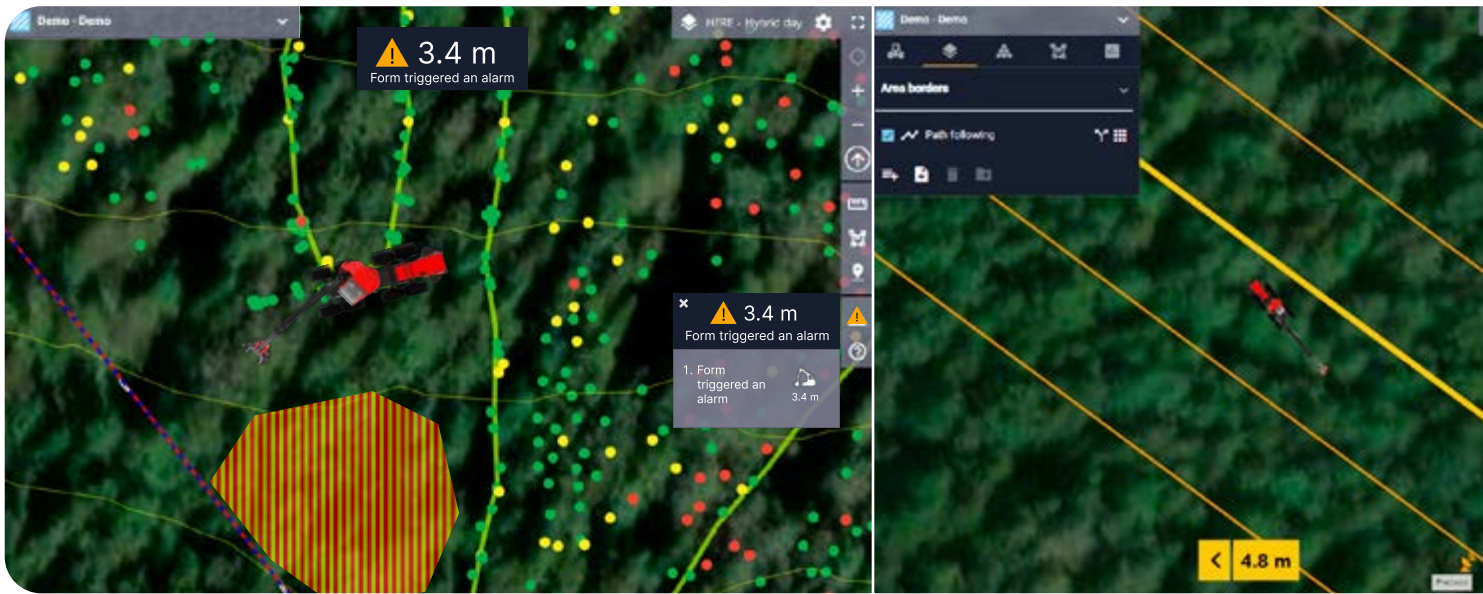 Demo - Demo
3.4 m
Form triggered an alarm
HTRF - Hybrid day
3.4 m
Form triggered an alarm
1. Form
triggered an
alarm
3.4 m
Demo - Demo
Area borders
Path following
4.8 m